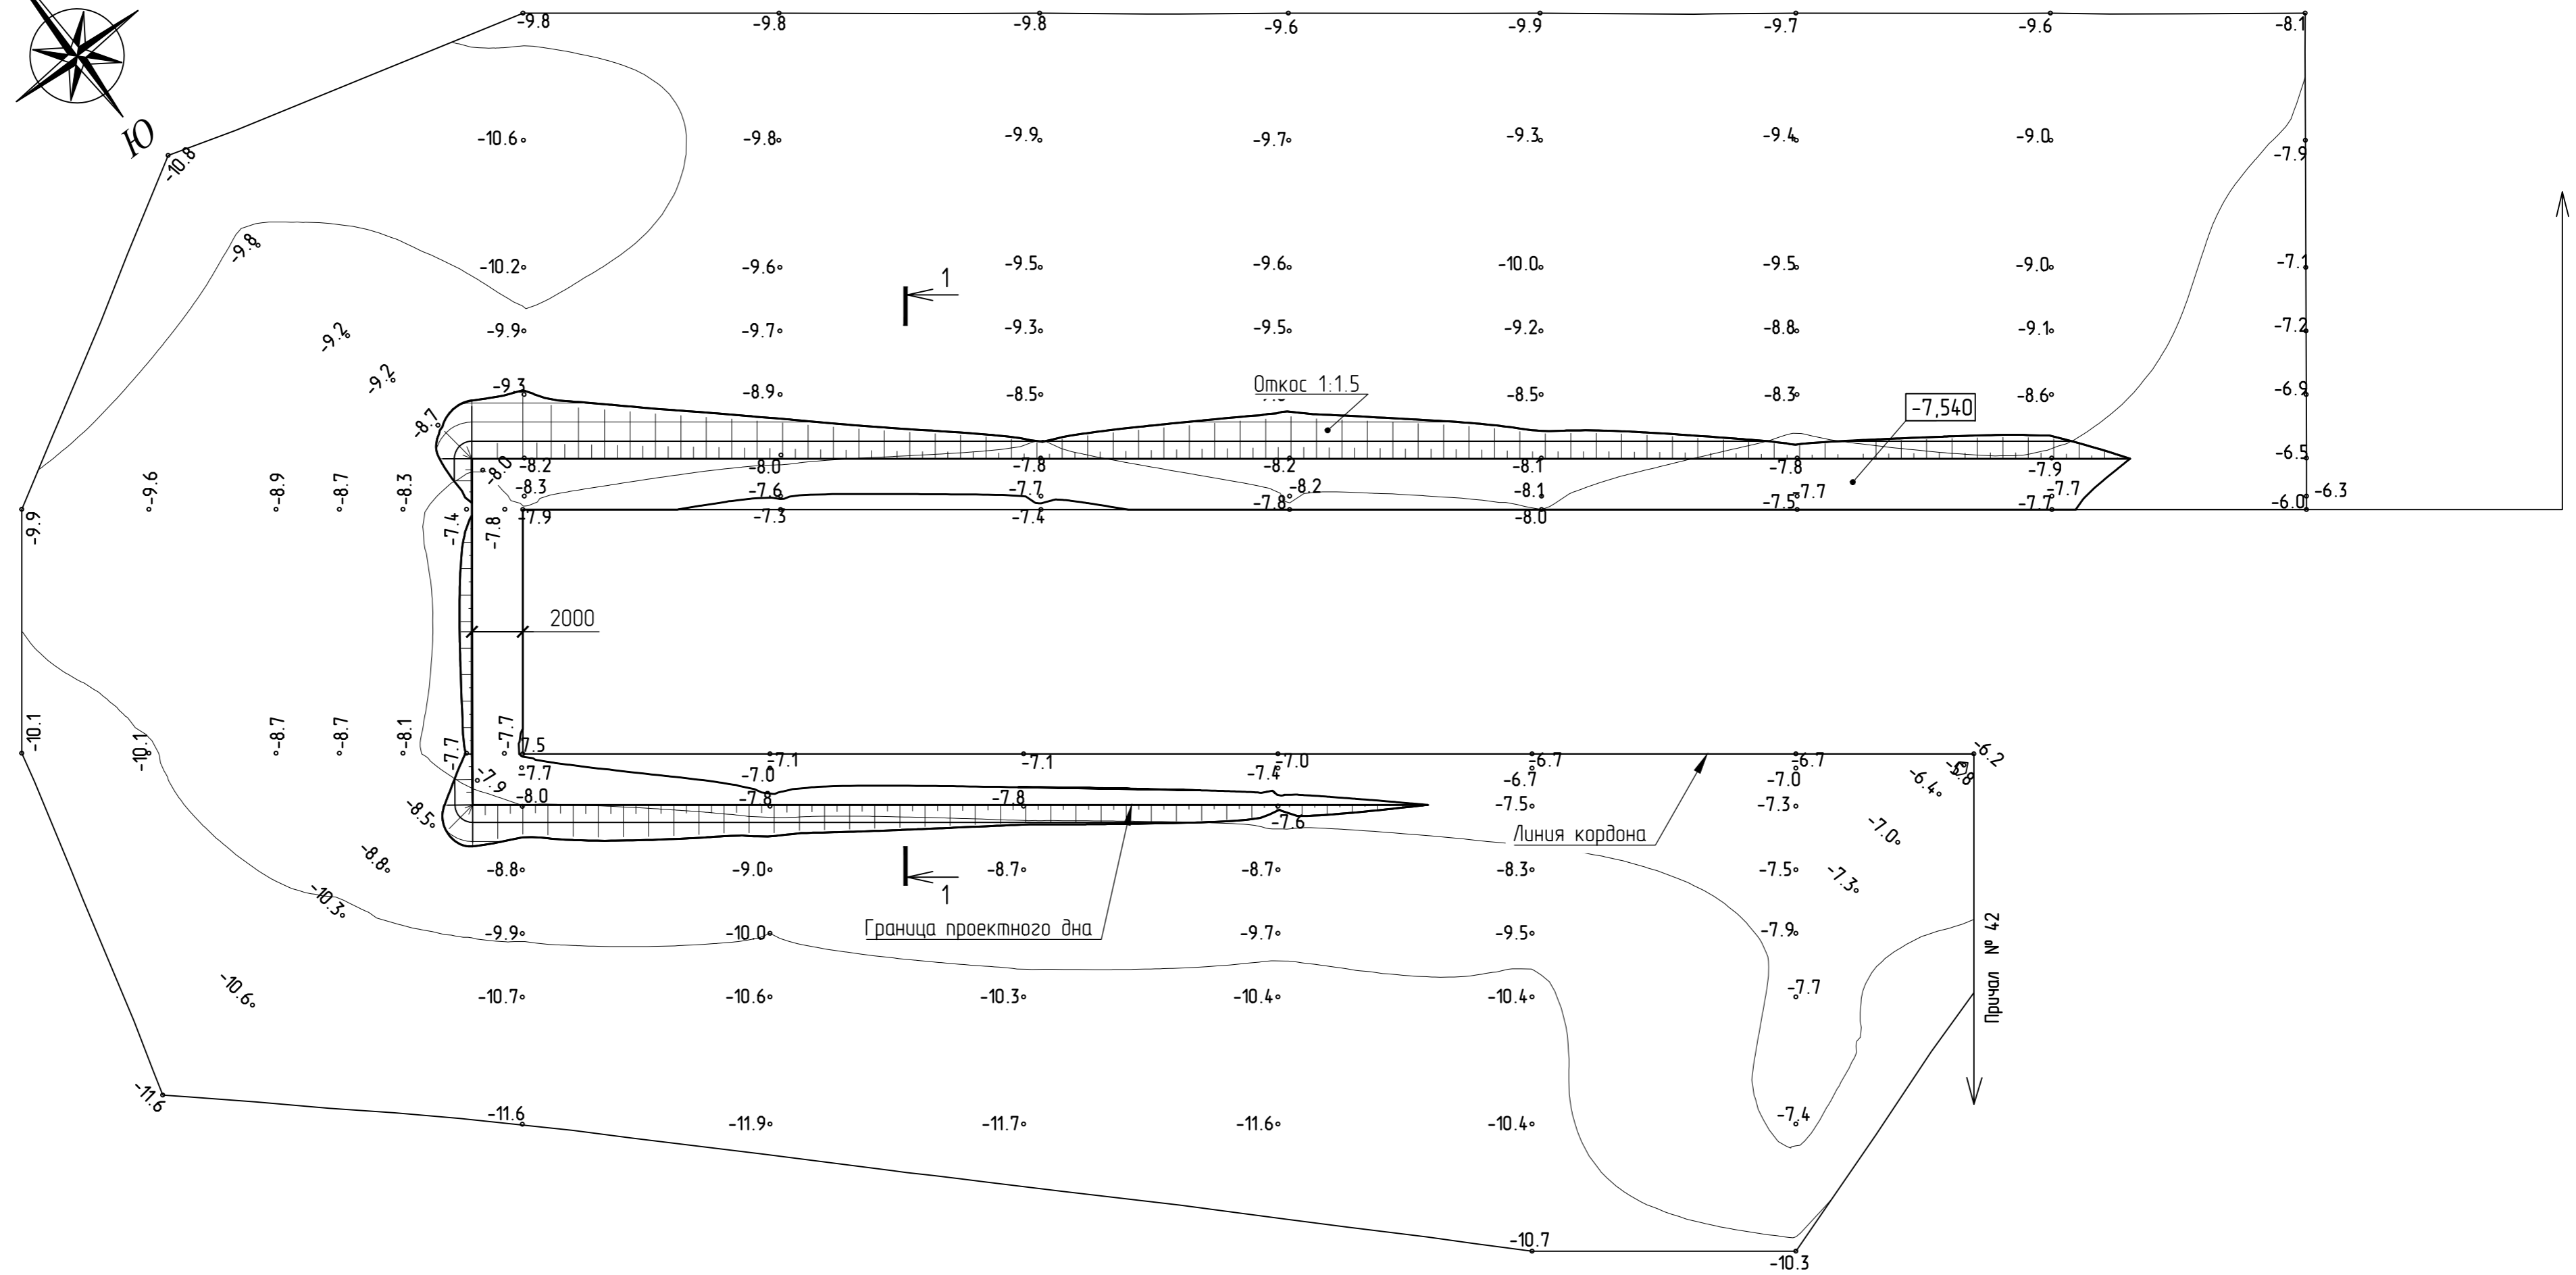 -9.8 -9.8 -9.8 -9.6 -9.9 -9.7 -9.6 -8.1
Ю
-10.8 -10.6 -9.8 -9.9 -9.7 -9.3 -9.4 -9.0 -7.9
-9.8 -10.2 -9.6 -9.5 -9.6 -10.0 -9.5 -9.0 -7.1
1
-9.2 -9.9 -9.7 -9.3 -9.5 -9.2 -8.8 -9.1 -7.2
-9.2 -9.3 -8.9 -8.5 -8.5 -8.3 -8.6 -6.9
Откос 1:1.5
-7,540
-8.7
-8.0 -8.2 -8.0 -7.8 -8.2 -8.1 -7.8 -7.9 -6.5
-9.6 -8.9 -8.7 -8.3 -8.3 -7.6 -7.7 -8.2 -8.1 -7.7 -7.7 -6.3
-9.9 -7.4 -7.8 -7.9 -7.3 -7.4 -7.8 -8.0 -7.5 -7.7 -6.0
2000
-10.1 -10.1 -8.7 -8.7 -8.1 -7.7 -7.7 7.5 -7.1 -7.1 -7.0 -6.7 -6.7 -6.2
-7.9 -7.7 -7.0 -7.4 -6.7 -7.0 -6.4 -5.8
-8.5 -8.0 -7.8 -7.8 -7.6 -7.5 -7.3 -7.0
Линия кордона
-8.8 -8.8 -9.0 -8.7 -8.7 -8.3 -7.5 -7.3
1
-10.3 -9.9 -10.0 -9.7 -9.5 -7.9
Граница проектного дна
Причал № 42
-10.6 -10.7 -10.6 -10.3 -10.4 -10.4 -7.7
-11.6 -11.6 -11.9 -11.7 -11.6 -10.4 -7.4
-10.7 -10.3